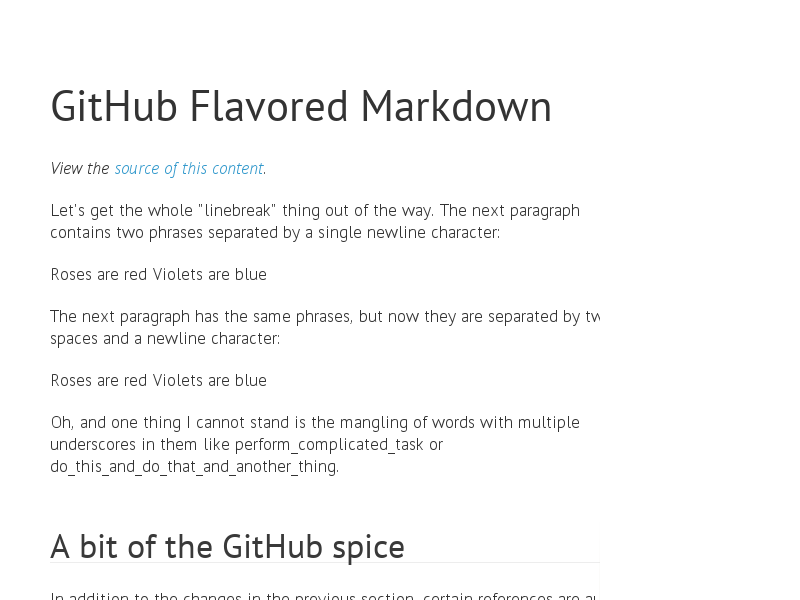 GitHub Flavored Markdown
View the source of this content.
Let's get the whole "linebreak" thing out of the way. The next paragraph
contains two phrases separated by a single newline character:
Roses are red Violets are blue
The next paragraph has the same phrases, but now they are separated by
spaces and a newline character:
Roses are red Violets are blue
Oh, and one thing I cannot stand is the mangling of words with multiple
underscores in them like perform_complicated_task or
do_this_and_do_that_and_another_thing.
A bit of the GitHub spice
In addition to the changes in the previous section, certain references are